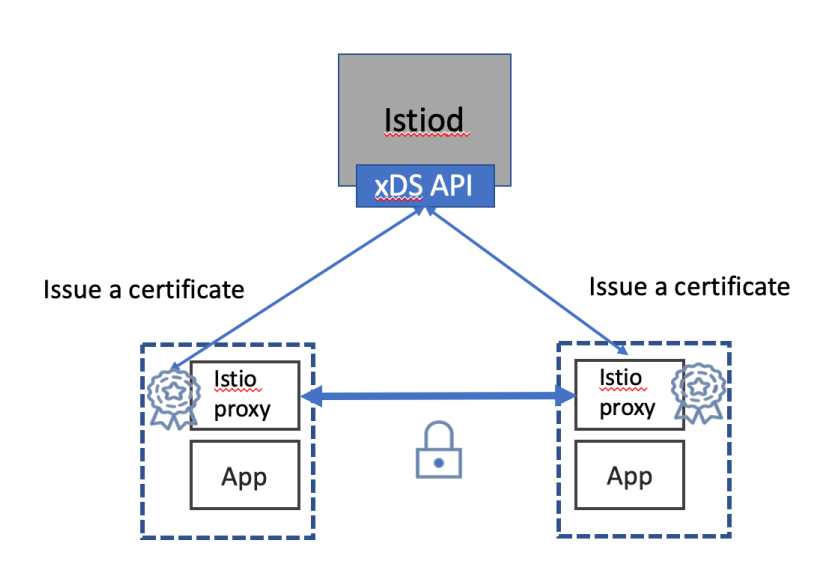 Istiod
xDS API
Issue a certificate
Issue a certificate
Istio
proxy
App
Istio
proxy
App